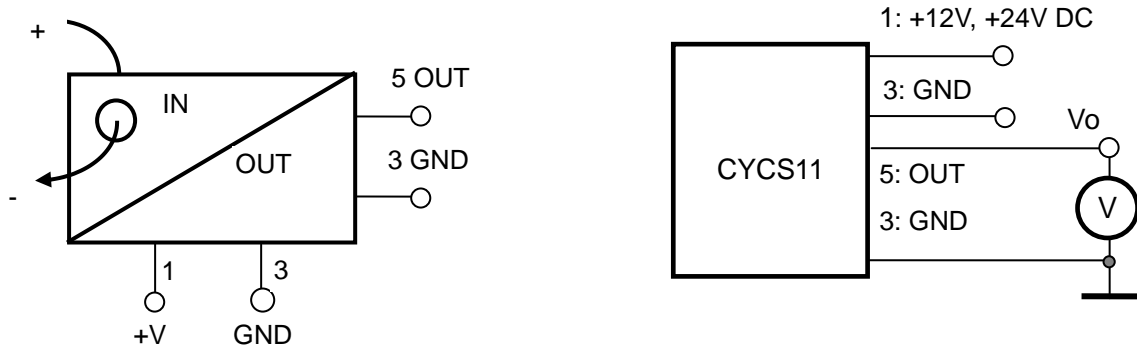 +
IN
OUT
-
5 OUT
3 GND
1
3
+V
GND
1: +12V, +24V DC
3: GND
Vo
CYCS11
5: OUT
3: GND
V